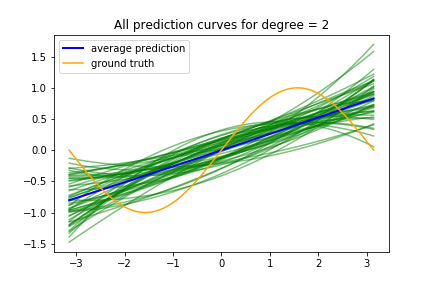 All prediction curves for degree = 2
average prediction
ground truth
1.5
1.0
0.5
0.0
−0.5
−1.0
−1.5
−3 −2 −1 0 1 2 3